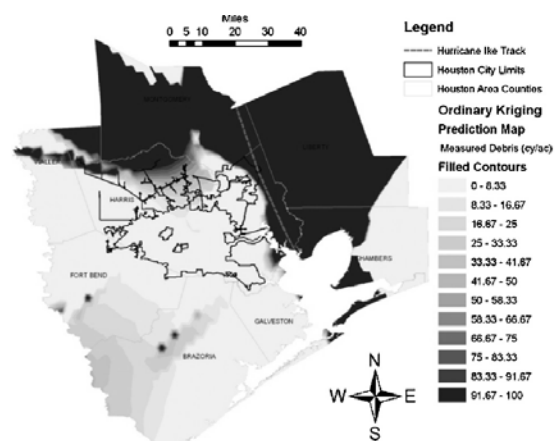 Miles
0 5 10 20 30 40
Legend
Hurricane Ike Track
Houston City Limits
Houston Area Counties
Ordinary Kriging
Prediction Map
Measured Debris (cy/ac)
Filled Contours
0 - 8.33
8.33 - 16.67
16.67 - 25
25 - 33.33
33.33 - 41.67
41.67 - 50
50 - 58.33
58.33 - 66.67
66.67 - 75
75 - 83.33
83.33 - 91.67
91.67 - 100
MONTGOMERY
LIBERTY
WALLER
HARRIS
CHAMBERS
FORT BEND
GALVESTON
BRAZORIA
N
W E
S